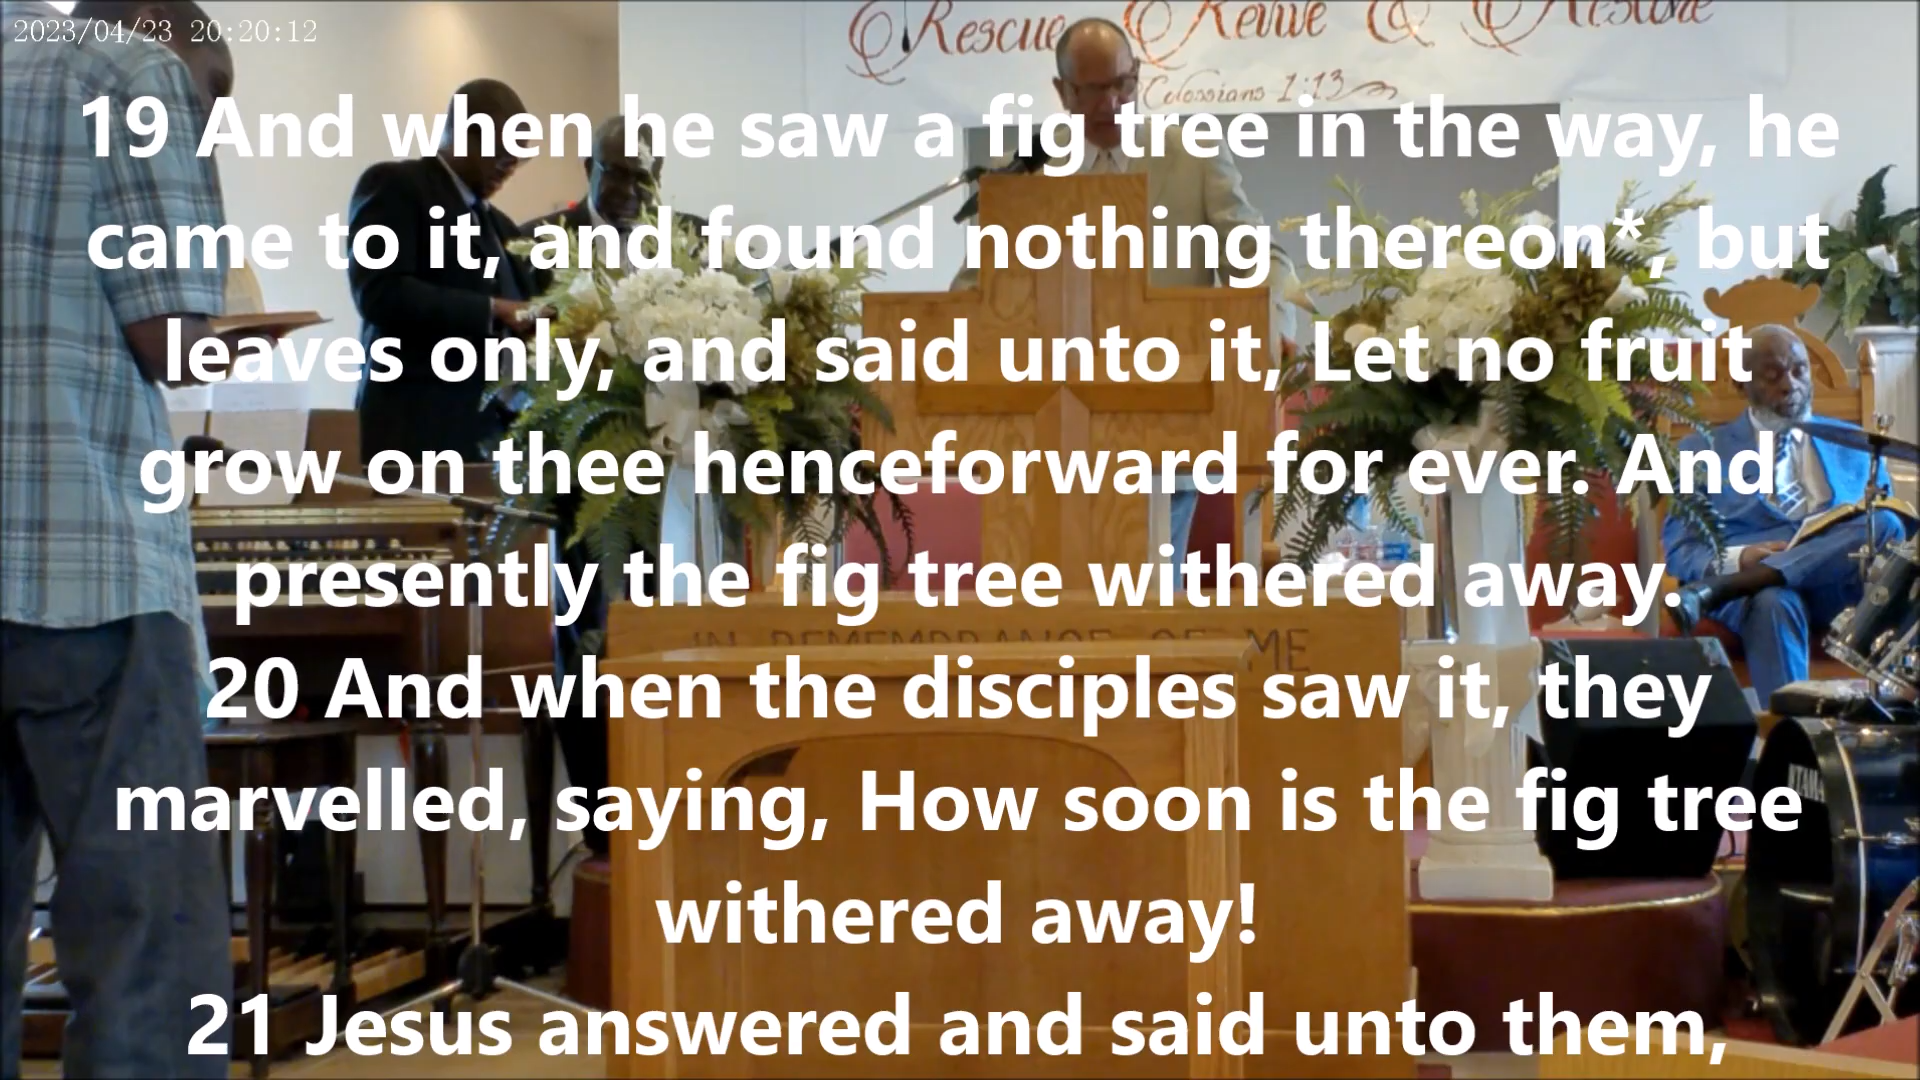 2023/04/23 20:20:12
Rescue Revive & Restore
Colossians 1:13
19 And when he saw a fig tree in the way, he
came to it, and found nothing thereon*, but
leaves only, and said unto it, Let no fruit
grow on thee henceforward for ever. And
presently the fig tree withered away.
IN REMEMBRANCE OF ME
20 And when the disciples saw it, they
marvelled, saying, How soon is the fig tree
TAMA
withered away!
21 Jesus answered and said unto them,